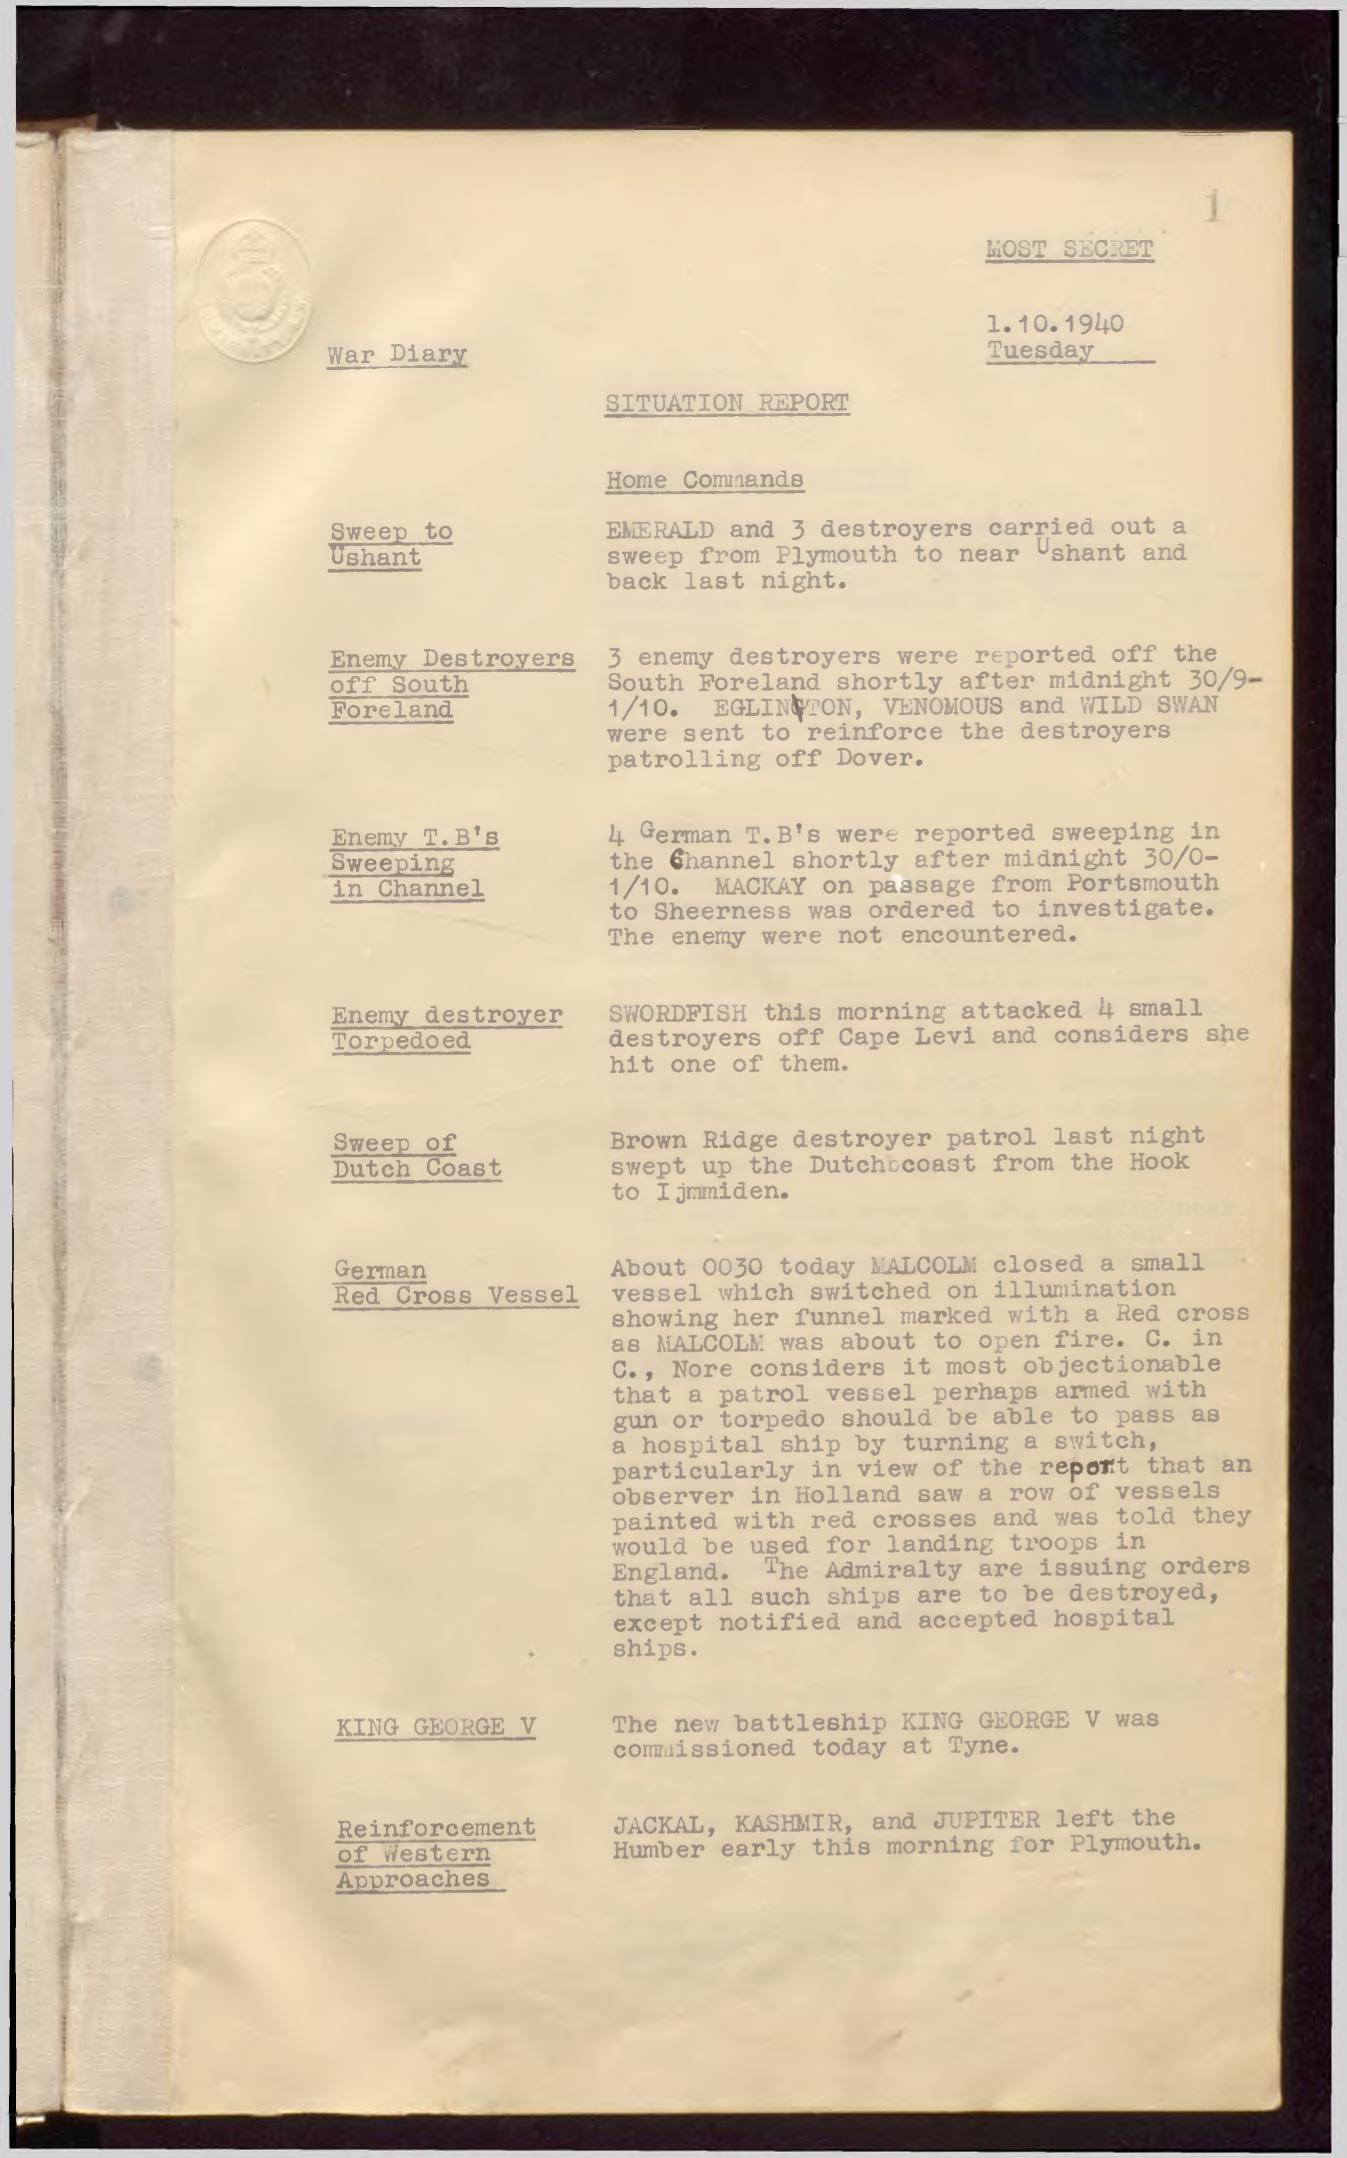 1
MOST SECRET
1.10.1940
War Diary
Tuesday
SITUATION REPORT
Home Commands
Sweep to
Ushant
EMERALD and 3 destroyers carried out a
sweep from Plymouth to near Ushant and
back last night.
Enemy Destroyers
off South
Foreland
3 enemy destroyers were reported off the
South Foreland shortly after midnight 30/9-
1/10. EGLINTON, VENOMOUS and WILD SWAN
were sent to reinforce the destroyers
patrolling off Dover.
Enemy T.B's
Sweeping
in Channel
4 German T.B's were reported sweeping in
the Channel shortly after midnight 30/0-
1/10. MACKAY on passage from Portsmouth
to Sheerness was ordered to investigate.
The enemy were not encountered.
Enemy destroyer
Torpedoed
SWORDFISH this morning attacked 4 small
destroyers off Cape Levi and considers she
hit one of them.
Sweep of
Dutch Coast
Brown Ridge destroyer patrol last night
swept up the Dutch coast from the Hook
to Ijmmiden.
German
Red Cross Vessel
About 0030 today MALCOLM closed a small
vessel which switched on illumination
showing her funnel marked with a Red cross
as MALCOLM was about to open fire. C. in
C., Nore considers it most objectionable
that a patrol vessel perhaps armed with
gun or torpedo should be able to pass as
a hospital ship by turning a switch,
particularly in view of the report that an
observer in Holland saw a row of vessels
painted with red crosses and was told they
would be used for landing troops in
England. The Admiralty are issuing orders
that all such ships are to be destroyed,
except notified and accepted hospital
ships.
KING GEORGE V
The new battleship KING GEORGE V was
commissioned today at Tyne.
Reinforcement
of Western
Approaches
JACKAL, KASHMIR, and JUPITER left the
Humber early this morning for Plymouth.